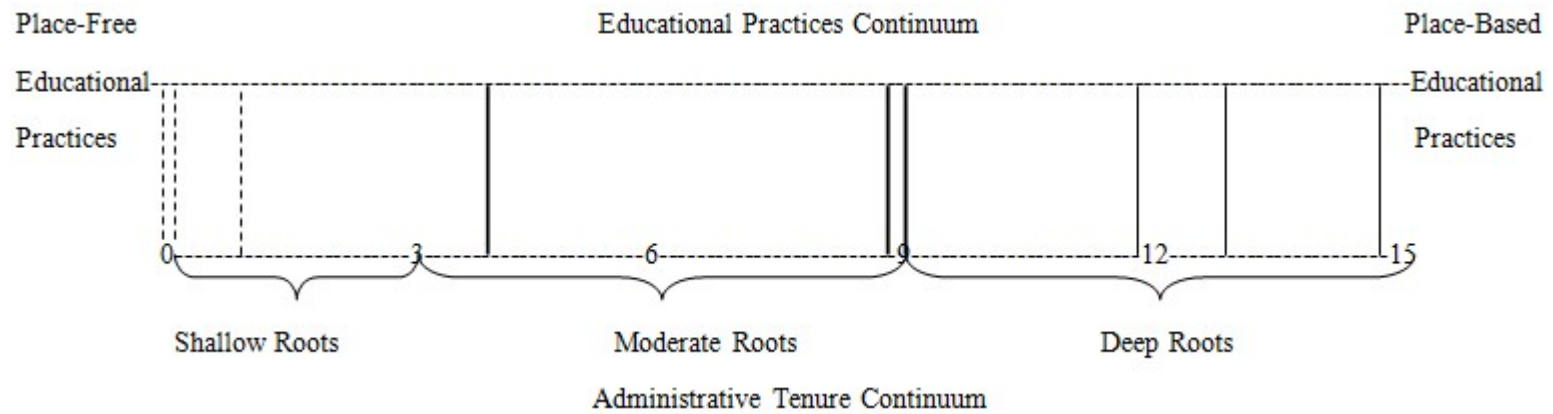 Place-Free Educational Practices Continuum Place-Based
Educational Educational
Practices Practices
0 3 6 9 12 15
Shallow Roots Moderate Roots Deep Roots
Administrative Tenure Continuum